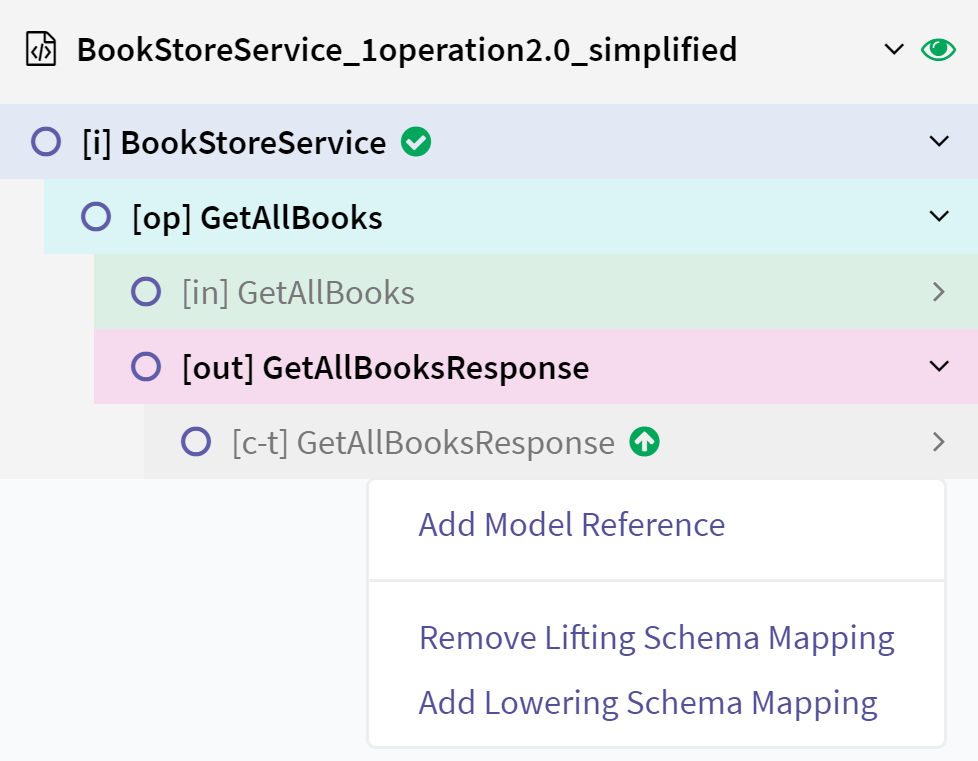 BookStoreService_1operation2.0_simplified
[i] BookStoreService
[op] GetAllBooks
[in] GetAllBooks
[out] GetAllBooksResponse
[c-t] GetAllBooksResponse
Add Model Reference
Remove Lifting Schema Mapping
Add Lowering Schema Mapping